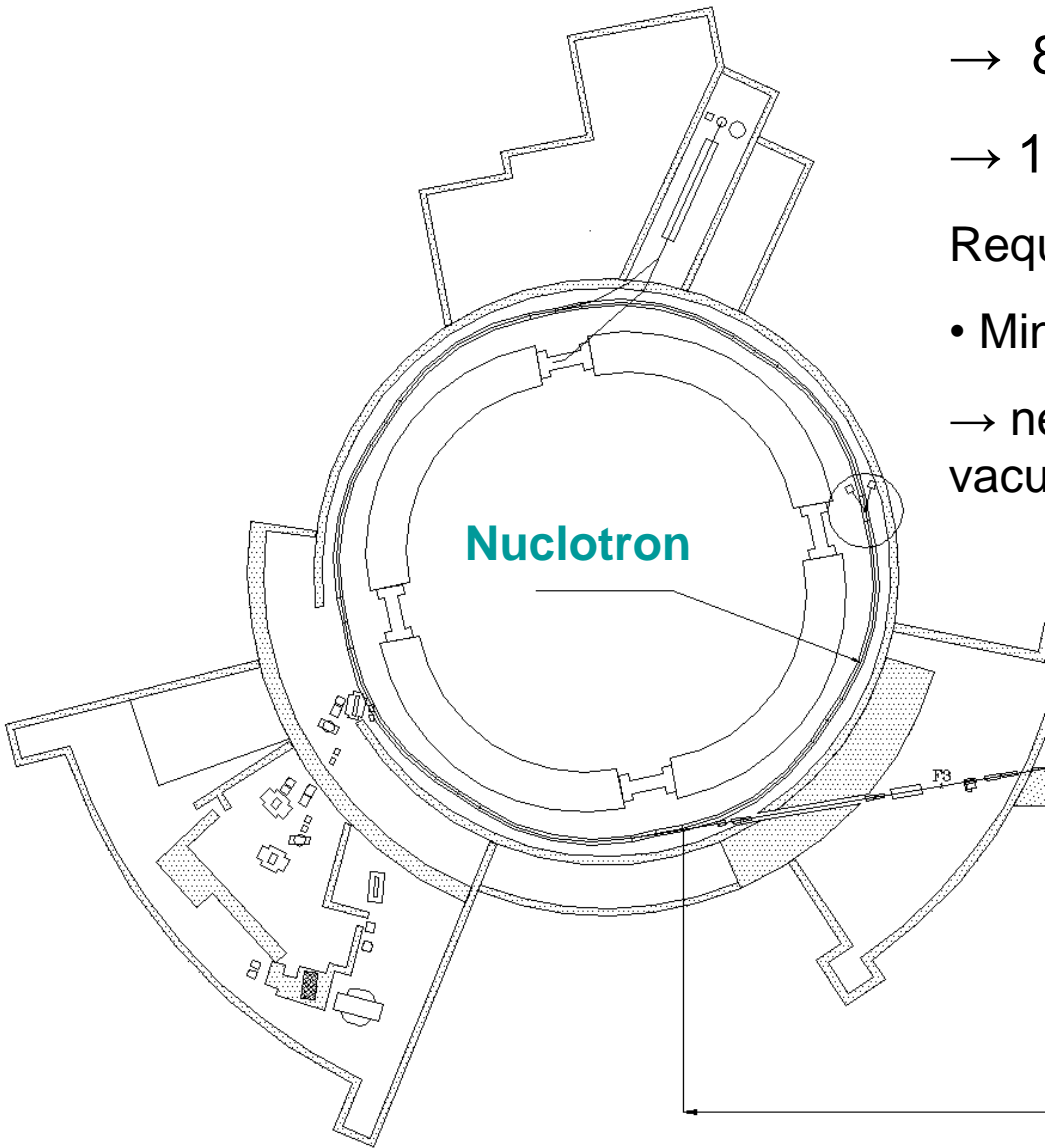 → 8
→ 1
Requ
• Min
→ ne
vacu
Nuclotron
F3